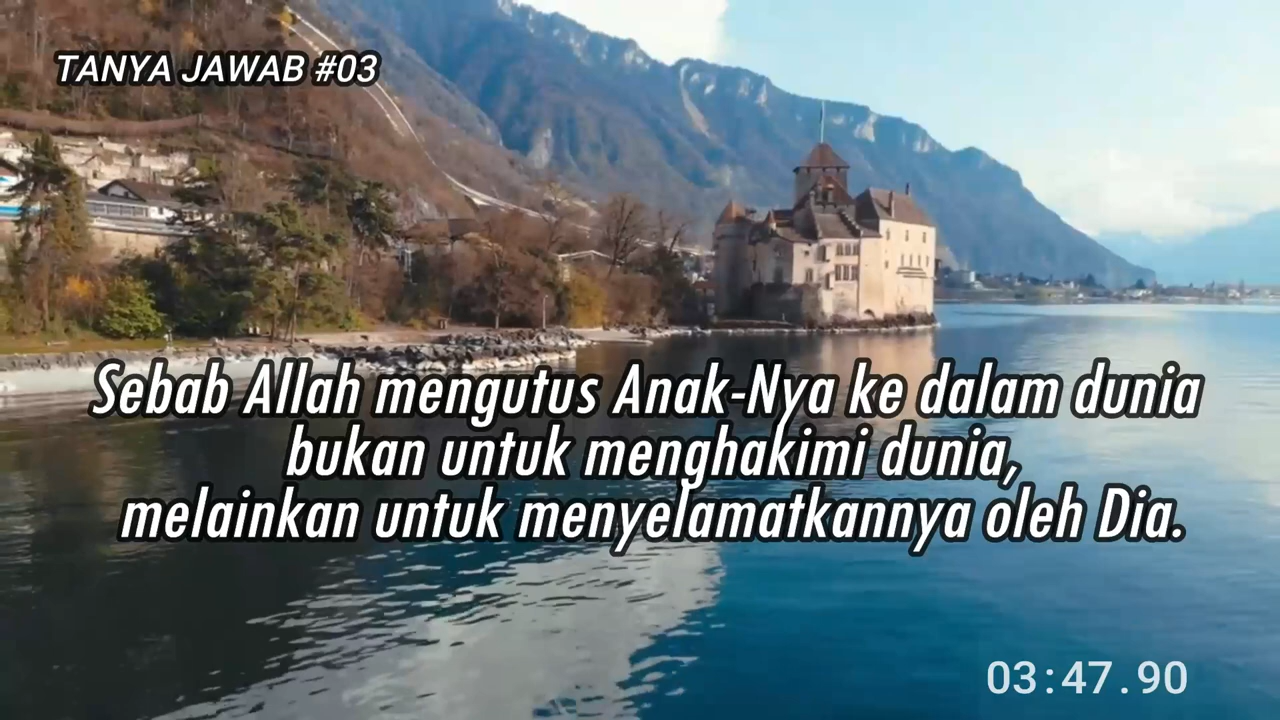 TANYA JAWAB #03
Sebab Allah mengutus Anak-Nya ke dalam dunia
bukan untuk menghakimi dunia,
melainkan untuk menyelamatkannya oleh Dia.
03:47.90